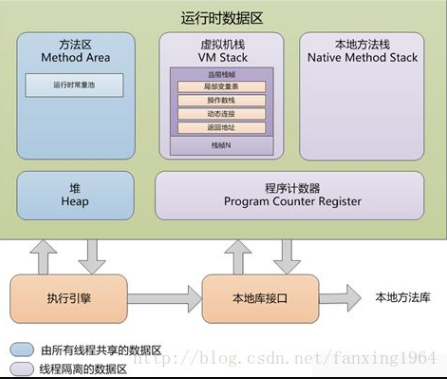 运行时数据区
方法区
Method Area
运行时常量池
虚拟机栈
VM Stack
当前栈帧
局部变量表
操作数栈
动态连接
返回地址
栈帧N
本地方法栈
Native Method Stack
堆
Heap
程序计数器
Program Counter Register
执行引擎
本地库接口
本地方法库
由所有线程共享的数据区
线程隔离的数据区
http://blog.csdn.net/fanxing1964